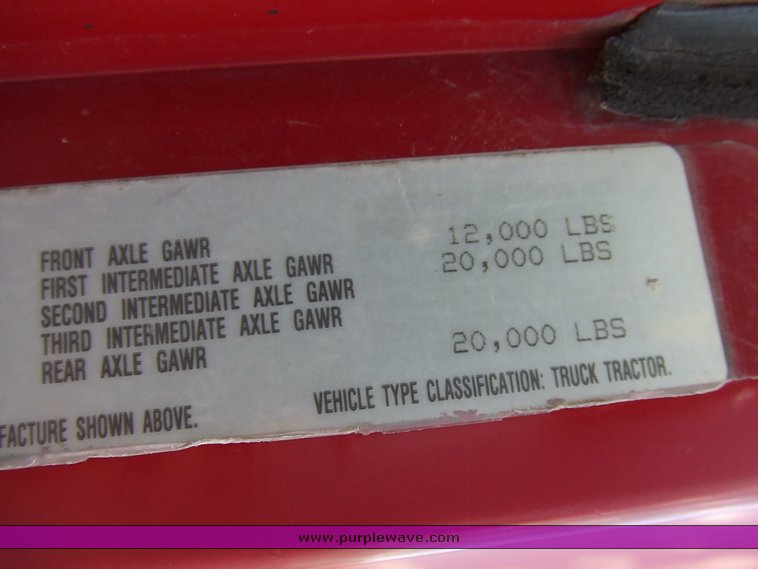 FRONT AXLE GAWR 12,000 LBS
FIRST INTERMEDIATE AXLE GAWR 20,000 LBS
SECOND INTERMEDIATE AXLE GAWR
THIRD INTERMEDIATE AXLE GAWR
REAR AXLE GAWR 20,000 LBS
VEHICLE TYPE CLASSIFICATION: TRUCK TRACTOR.
FACTURE SHOWN ABOVE.
www.purplewave.com